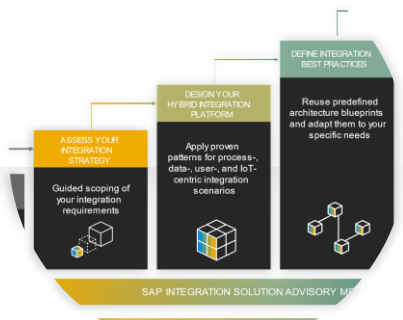 ASSESS YOUR
INTEGRATION
STRATEGY
Guided scoping of
your integration
requirements
DESIGN YOUR
HYBRID INTEGRATION
PLATFORM
Apply proven
patterns for process-,
data-, user-, and IoT-
centric integration
scenarios
DEFINE INTEGRATION
BEST PRACTICES
Reuse predefined
architecture blueprints
and adapt them to your
specific needs
SAP INTEGRATION SOLUTION ADVISORY